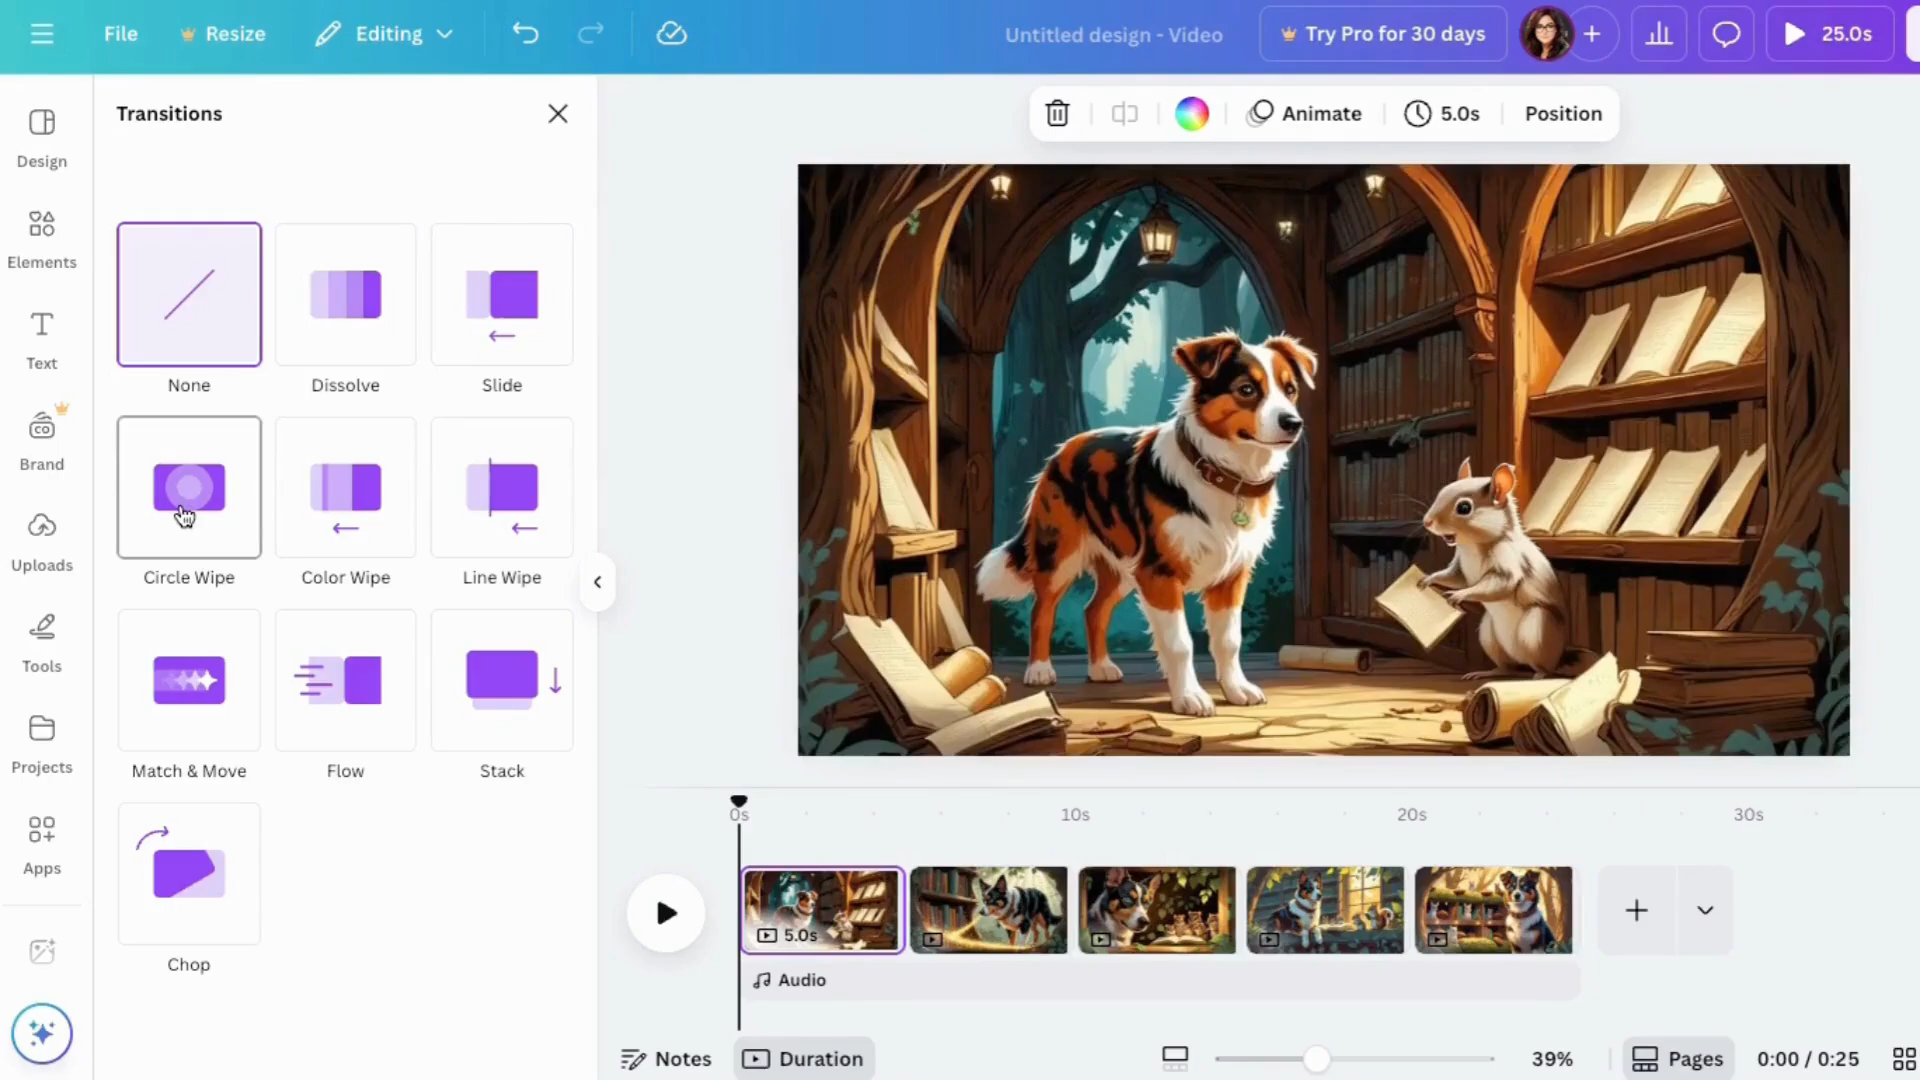 File
Resize
Editing
Untitled design - Video
Try Pro for 30 days
25.0s
Design
Elements
Text
CO
Brand
Uploads
Tools
Projects
Apps
Transitions
None
Dissolve
Slide
Circle Wipe
Color Wipe
Line Wipe
Match & Move
Flow
Stack
Chop
Animate
5.0s
Position
0s
10s
20s
30s
5.0s
Audio
Notes
Duration
39%
Pages
0:00 / 0:25